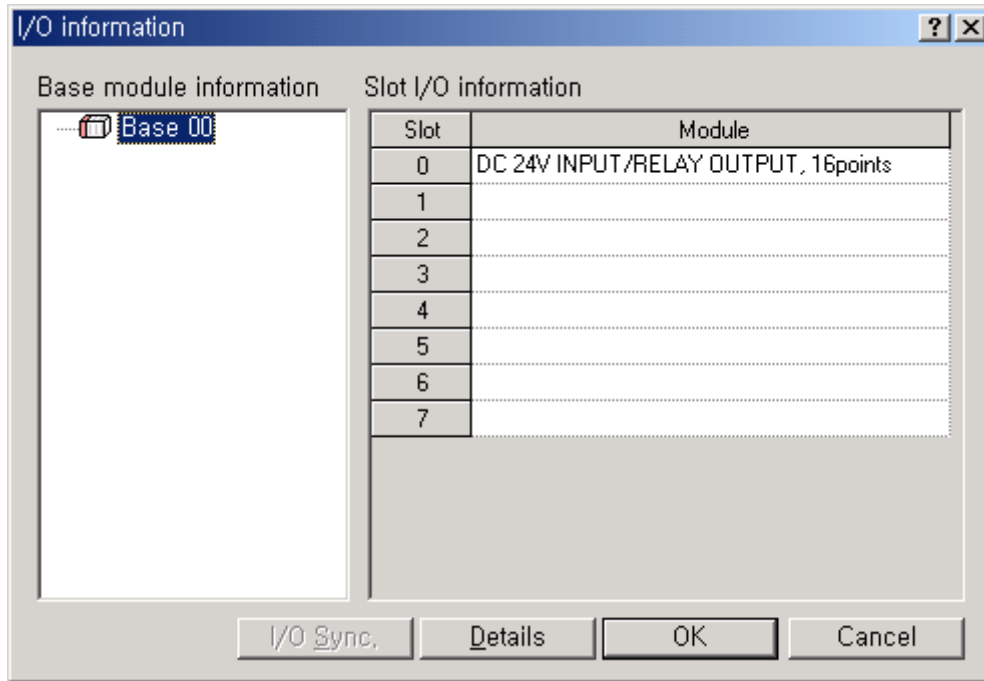 I/O information
Base module information
Base 00
Slot I/O information
Slot Module
0 DC 24V INPUT/RELAY OUTPUT, 16points
1
2
3
4
5
6
7
I/O Sync,
Details
OK
Cancel